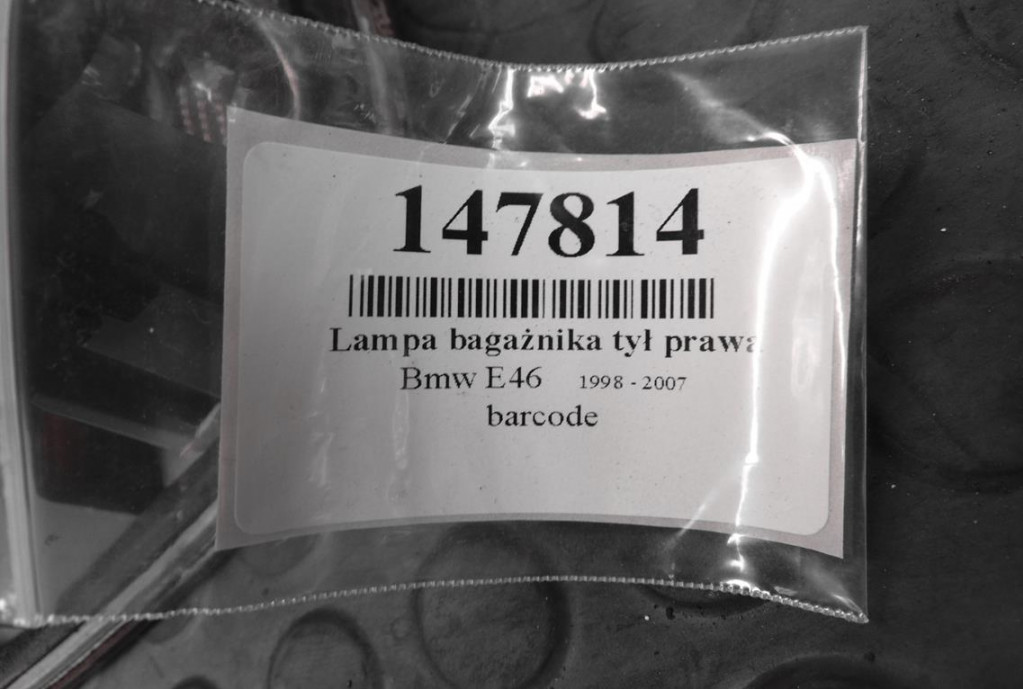 147814
Lampa bagażnika tył prawa
Bmw E46 1998 - 2007
barcode